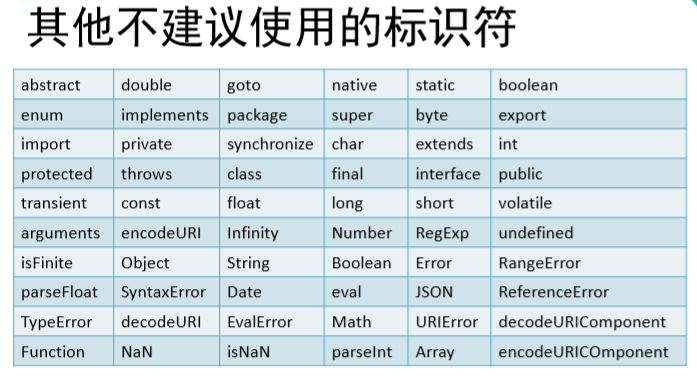 其他不建议使用的标识符
abstract double goto native static boolean
enum implements package super byte export
import private synchronize char extends int
protected throws class final interface public
transient const float long short volatile
arguments encodeURI Infinity Number RegExp undefined
isFinite Object String Boolean Error RangeError
parseFloat SyntaxError Date eval JSON ReferenceError
TypeError decodeURI EvalError Math URIError decodeURIComponent
Function NaN isNaN parseInt Array encodeURICOmponent